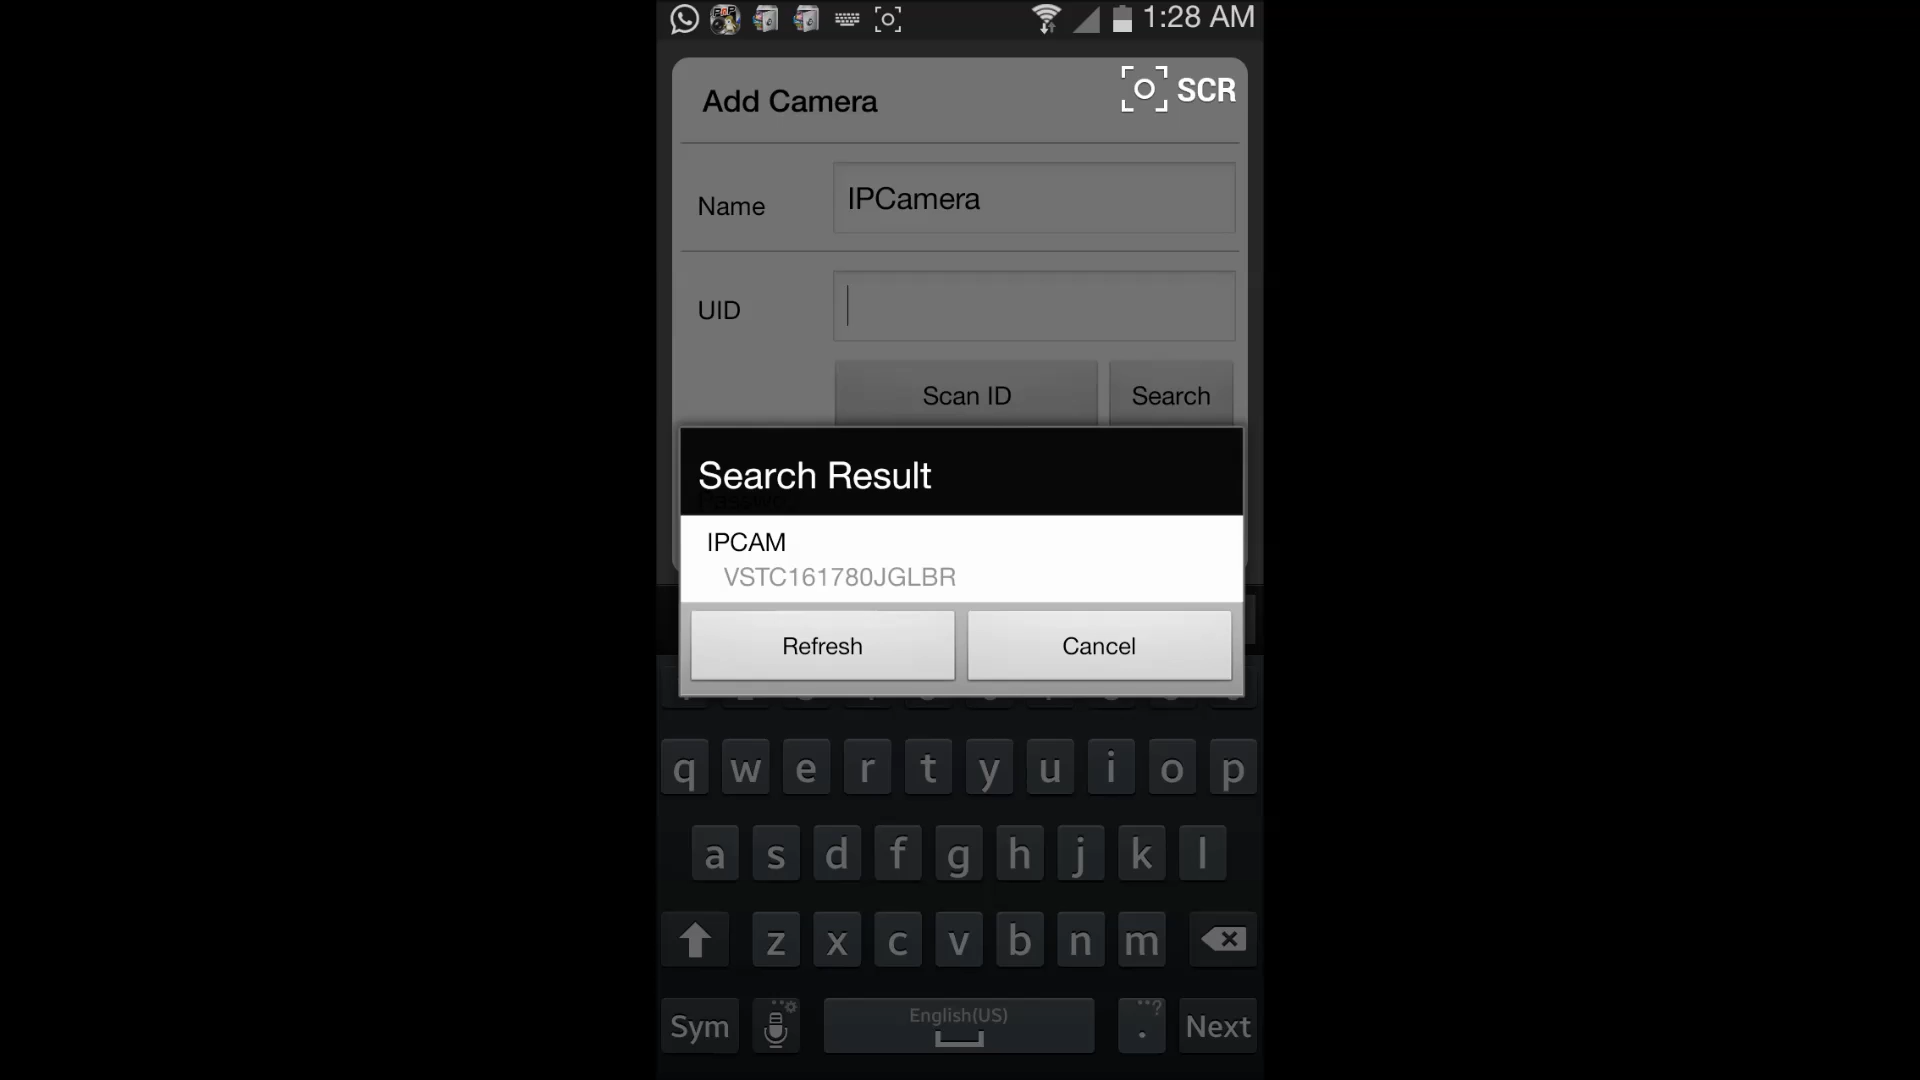 1:28 AM
Add Camera
SCR
Name
IPCamera
UID
Scan ID
Search
Search Result
IPCAM
VSTC161780JGLBR
Refresh
Cancel
q w e r t y u i o p
a s d f g h j k l
z x c v b n m
English(US)
Sym
. ?
Next